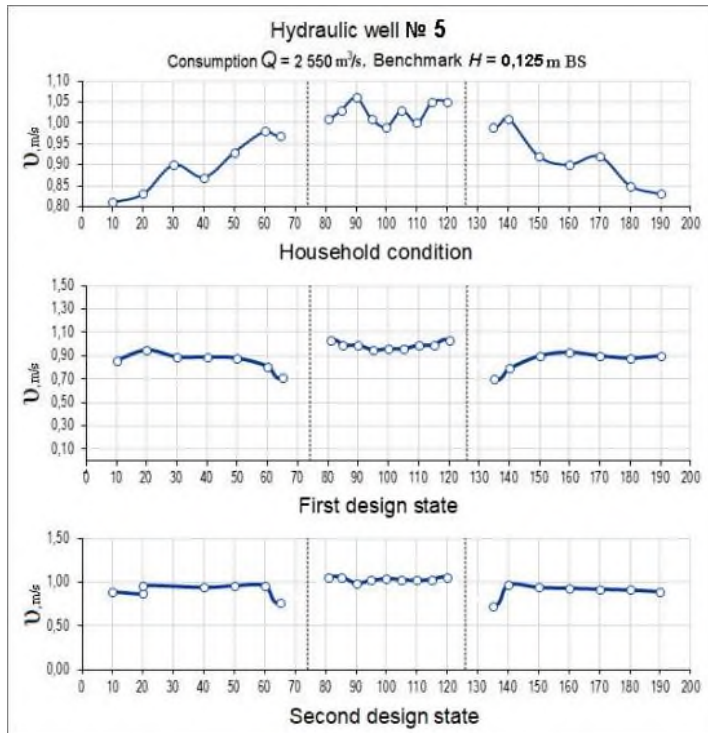 Hydraulic well № 5
Consumption Q = 2 550 m³/s, Benchmark H = 0,125 m BS
1,10
1,05
1,00
0,95
0,90
0,85
0,80
υ, m/s
0 10 20 30 40 50 60 70 80 90 100 110 120 130 140 150 160 170 180 190 200
Household condition
1,50
1,30
1,10
0,90
0,70
0,50
0,30
0,10
υ, m/s
0 10 20 30 40 50 60 70 80 90 100 110 120 130 140 150 160 170 180 190 200
First design state
1,50
1,00
0,50
0,00
υ, m/s
0 10 20 30 40 50 60 70 80 90 100 110 120 130 140 150 160 170 180 190 200
Second design state